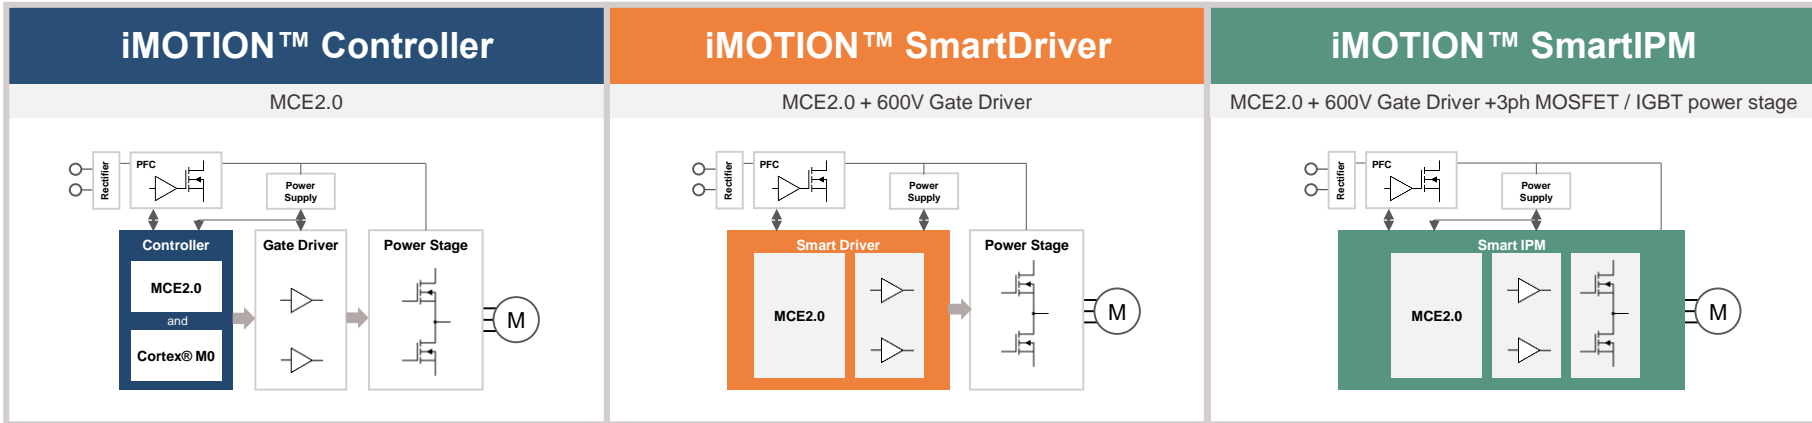 iMOTION™ Controller
MCE2.0
Rectifier
PFC
Power
Supply
Controller
MCE2.0
and
Cortex® M0
Gate Driver
Power Stage
M
iMOTION™ SmartDriver
MCE2.0 + 600V Gate Driver
Rectifier
PFC
Power
Supply
Smart Driver
MCE2.0
Power Stage
M
iMOTION™ SmartIPM
MCE2.0 + 600V Gate Driver +3ph MOSFET / IGBT power stage
Rectifier
PFC
Power
Supply
Smart IPM
MCE2.0
M